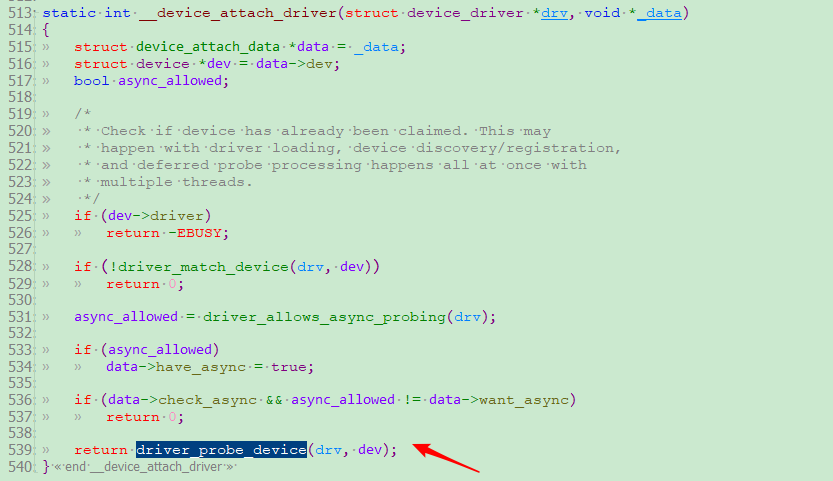 513 static int __device_attach_driver(struct device_driver *drv, void *_data)
514 {
515 » struct device_attach_data *data = _data;
516 » struct device *dev = data->dev;
517 » bool async_allowed;
518
519 » /*
520 » * Check if device has already been claimed. This may
521 » * happen with driver loading, device discovery/registration,
522 » * and deferred probe processing happens all at once with
523 » * multiple threads.
524 » */
525 » if (dev->driver)
526 » » return -EBUSY;
527
528 » if (!driver_match_device(drv, dev))
529 » » return 0;
530
531 » async_allowed = driver_allows_async_probing(drv);
532
533 » if (async_allowed)
534 » » data->have_async = true;
535
536 » if (data->check_async && async_allowed != data->want_async)
537 » » return 0;
538
539 » return driver_probe_device(drv, dev);
540 } « end __device_attach_driver »